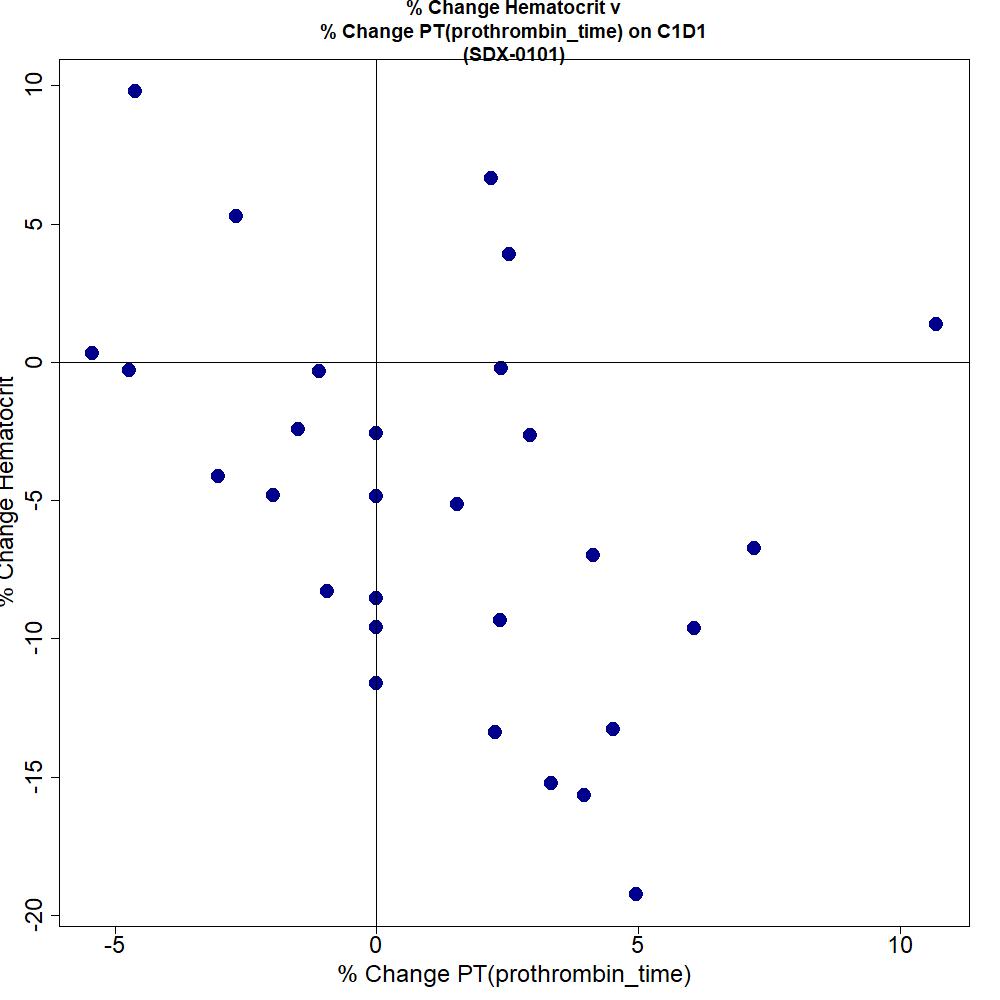 % Change Hematocrit v
% Change PT(prothrombin_time) on C1D1
(SDX-0101)
% Change Hematocrit
10
5
0
-5
-10
-15
-20
-5
0
5
10
% Change PT(prothrombin_time)